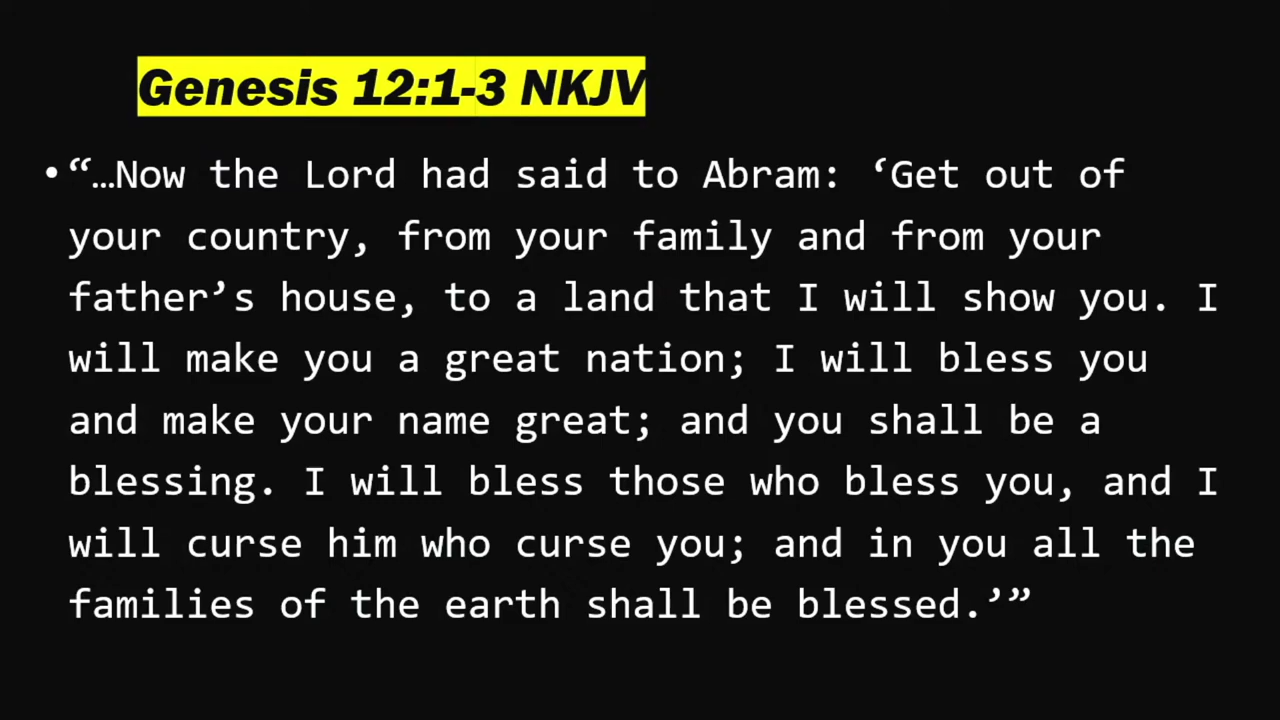 Genesis 12:1-3 NKJV
• “…Now the Lord had said to Abram: ‘Get out of
your country, from your family and from your
father’s house, to a land that I will show you. I
will make you a great nation; I will bless you
and make your name great; and you shall be a
blessing. I will bless those who bless you, and I
will curse him who curse you; and in you all the
families of the earth shall be blessed.’”